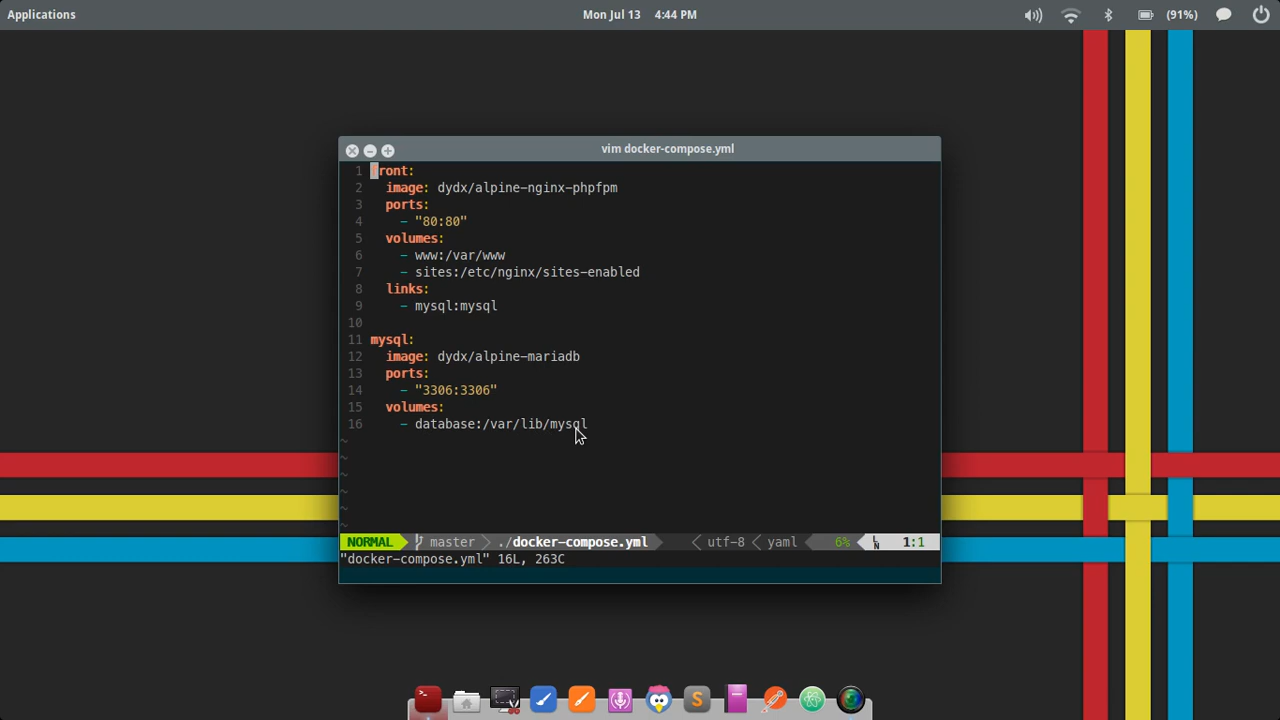 Applications
Mon Jul 13 4:44 PM
(91%)
vim docker-compose.yml
1 front:
2 image: dydx/alpine-nginx-phpfpm
3 ports:
4 - "80:80"
5 volumes:
6 - www:/var/www
7 - sites:/etc/nginx/sites-enabled
8 links:
9 - mysql:mysql
10
11 mysql:
12 image: dydx/alpine-mariadb
13 ports:
14 - "3306:3306"
15 volumes:
16 - database:/var/lib/mysql
~
~
~
~
~
~
NORMAL master ./docker-compose.yml utf-8 yaml 6% LN 1:1
"docker-compose.yml" 16L, 263C
>_
S